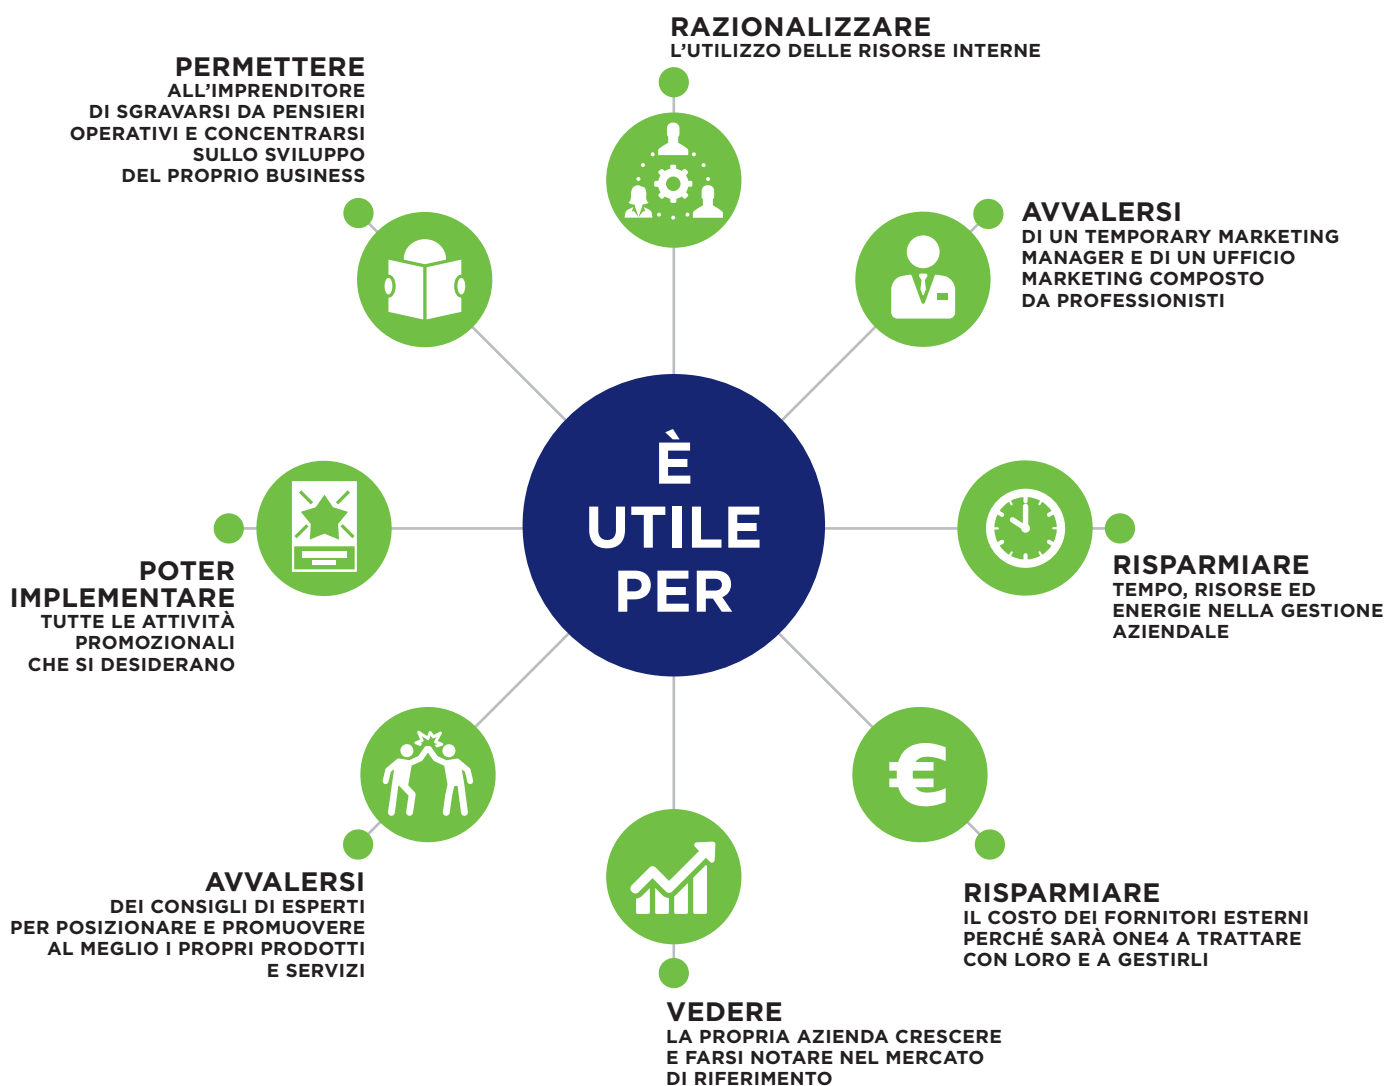 RAZIONALIZZARE
L'UTILIZZO DELLE RISORSE INTERNE
PERMETTERE
ALL'IMPRENDITORE
DI SGRAVARSI DA PENSIERI
OPERATIVI E CONCENTRARSI
SULLO SVILUPPO
DEL PROPRIO BUSINESS
AVVALERSI
DI UN TEMPORARY MARKETING
MANAGER E DI UN UFFICIO
MARKETING COMPOSTO
DA PROFESSIONISTI
È
UTILE
PER
POTER
IMPLEMENTARE
TUTTE LE ATTIVITÀ
PROMOZIONALI
CHE SI DESIDERANO
RISPARMIARE
TEMPO, RISORSE ED
ENERGIE NELLA GESTIONE
AZIENDALE
€
AVVALERSI
DEI CONSIGLI DI ESPERTI
PER POSIZIONARE E PROMUOVERE
AL MEGLIO I PROPRI PRODOTTI
E SERVIZI
RISPARMIARE
IL COSTO DEI FORNITORI ESTERNI
PERCHÉ SARÀ ONE4 A TRATTARE
CON LORO E A GESTIRLI
VEDERE
LA PROPRIA AZIENDA CRESCERE
E FARSI NOTARE NEL MERCATO
DI RIFERIMENTO